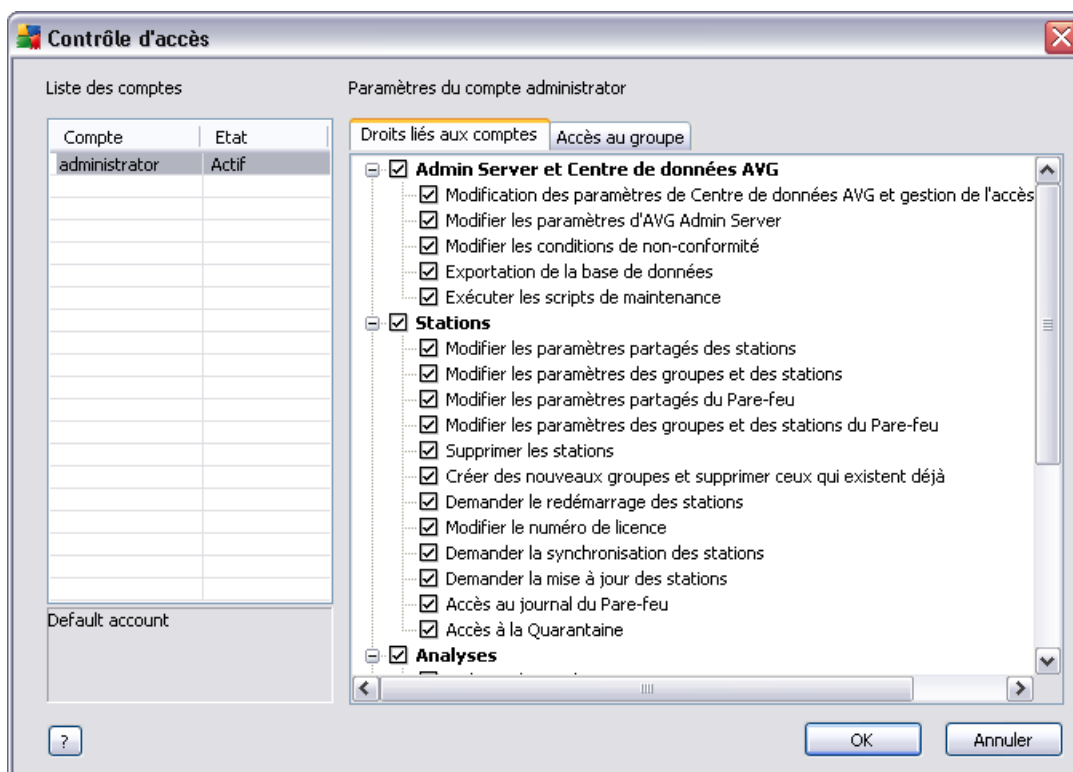 Contrôle d'accès
Liste des comptes
Paramètres du compte administrator
Compte Etat
administrator Actif
Default account
Droits liés aux comptes Accès au groupe
Admin Server et Centre de données AVG
Modification des paramètres de Centre de données AVG et gestion de l'accès
Modifier les paramètres d'AVG Admin Server
Modifier les conditions de non-conformité
Exportation de la base de données
Exécuter les scripts de maintenance
Stations
Modifier les paramètres partagés des stations
Modifier les paramètres des groupes et des stations
Modifier les paramètres partagés du Pare-feu
Modifier les paramètres des groupes et des stations du Pare-feu
Supprimer les stations
Créer des nouveaux groupes et supprimer ceux qui existent déjà
Demander le redémarrage des stations
Modifier le numéro de licence
Demander la synchronisation des stations
Demander la mise à jour des stations
Accès au journal du Pare-feu
Accès à la Quarantaine
Analyses
?
OK
Annuler